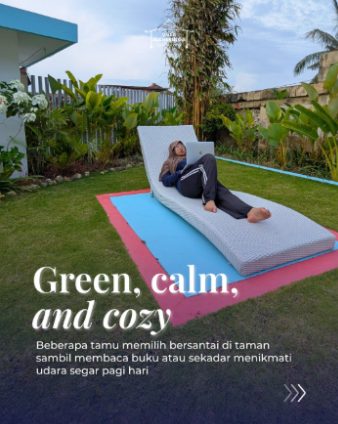 Green, calm,
and cozy
Beberapa tamu memilih bersantai di taman
sambil membaca buku atau sekadar menikmati
udara segar pagi hari